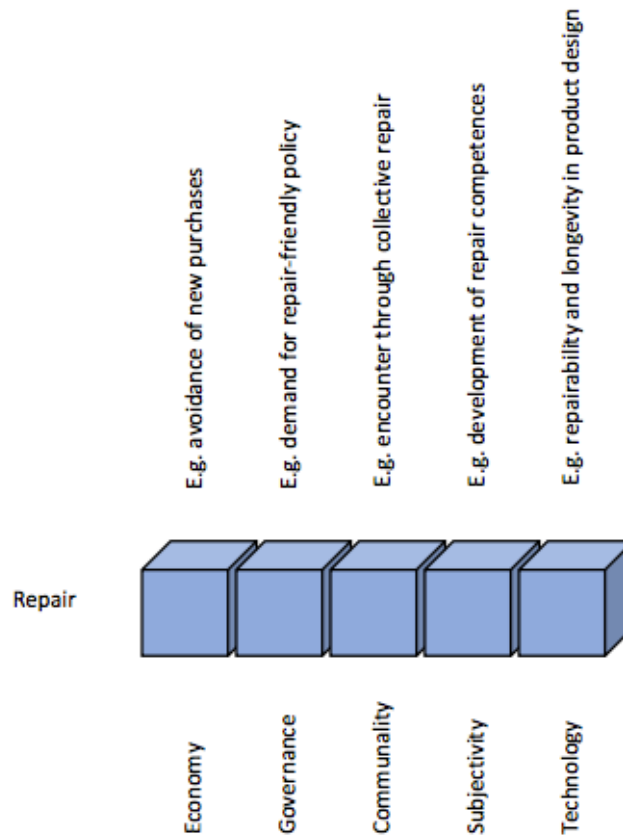 E.g. avoidance of new purchases
E.g. demand for repair-friendly policy
E.g. encounter through collective repair
E.g. development of repair competences
E.g. repairability and longevity in product design
Repair
Economy
Governance
Communality
Subjectivity
Technology